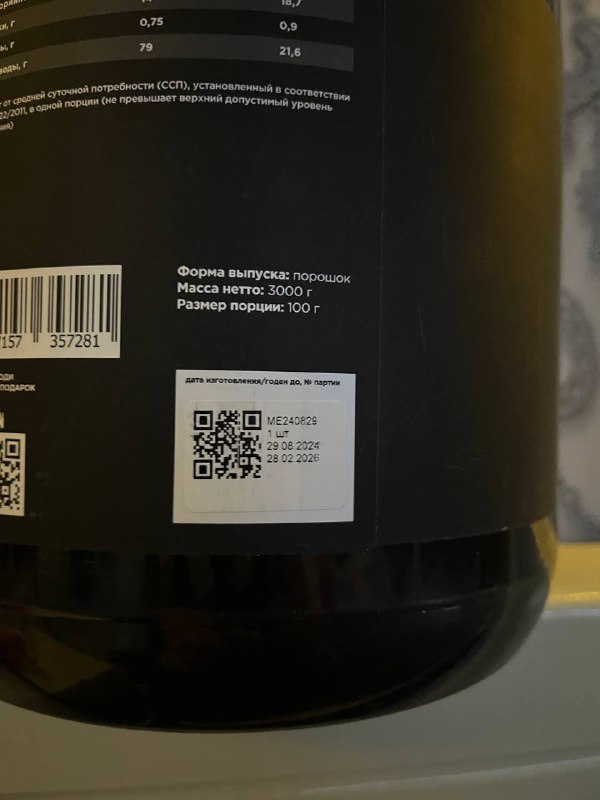 18,7
г 0,75 0,9
г 79 21,6
г
от средней суточной потребности (ССП), установленный в соответствии
22/2011, в одной порции (не превышает верхний допустимый уровень
Форма выпуска: порошок
Масса нетто: 3000 г
Размер порции: 100 г
7157 357281
ПОДАРОК
дата изготовления/годен до, № партии
ME240829
1 шт
29.08.2024
28.02.2026